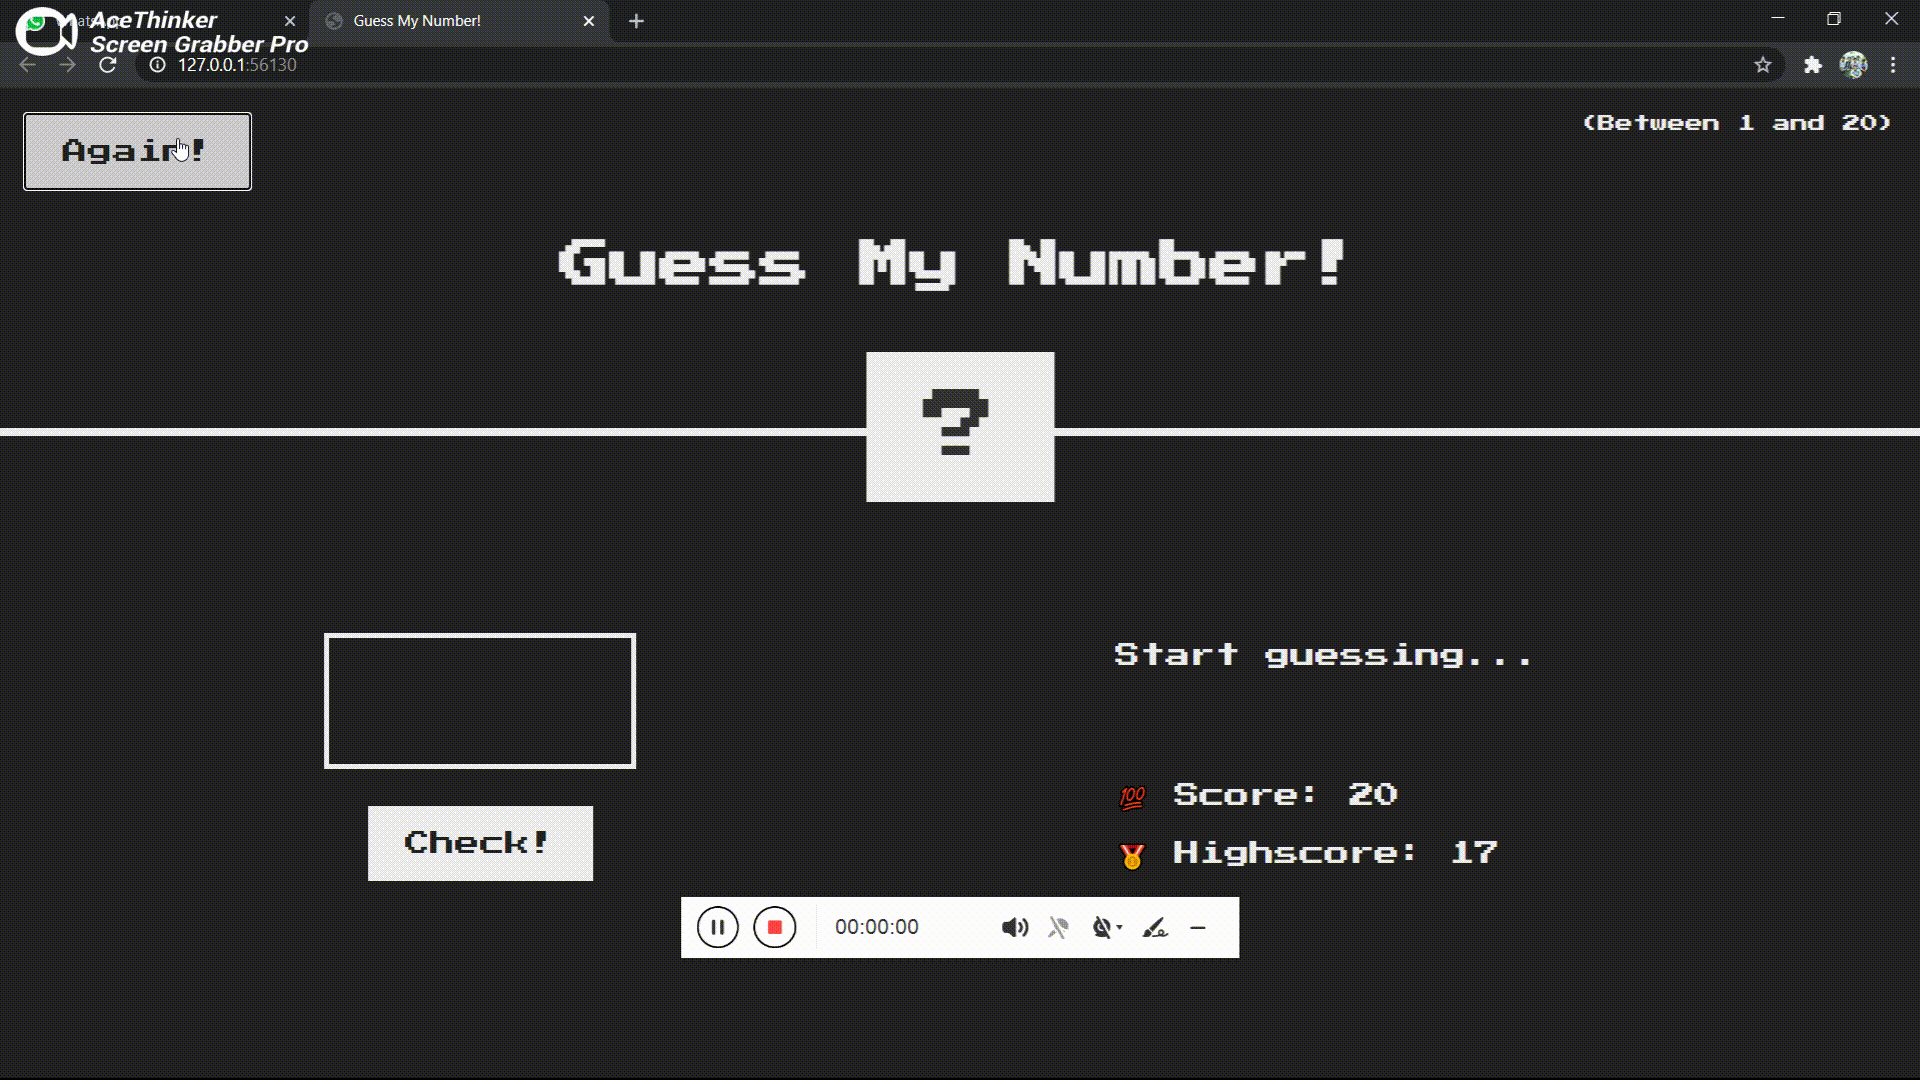 AceThinker
Screen Grabber Pro
Guess My Number!
127.0.0.1:56130
Again!
(Between 1 and 20)
Guess My Number!
?
Start guessing...
💯 Score: 20
Check!
🥇 Highscore: 17
00:00:00